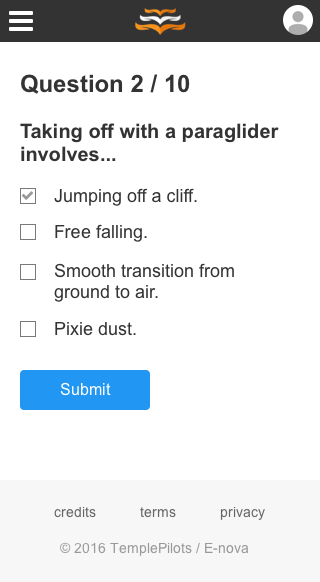 Question 2 / 10
Taking off with a paraglider
involves...
Jumping off a cliff.
Free falling.
Smooth transition from
ground to air.
Pixie dust.
Submit
credits terms privacy
© 2016 TemplePilots / E-nova